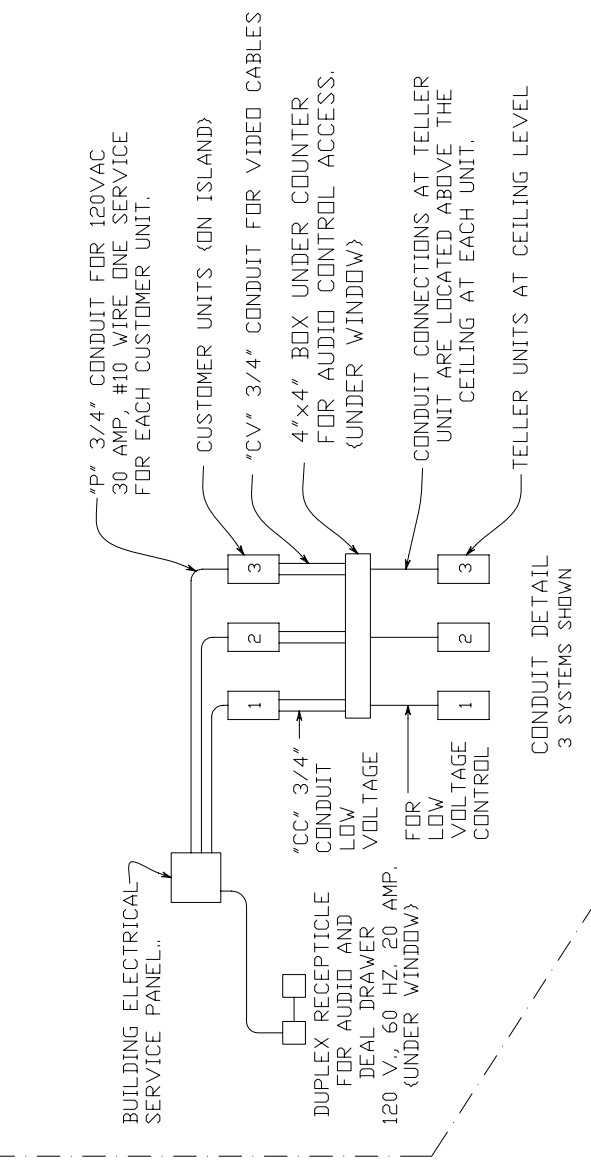 "P" 3/4" CONDUIT FOR 120VAC
30 AMP, #10 WIRE ONE SERVICE
FOR EACH CUSTOMER UNIT.
CUSTOMER UNITS (ON ISLAND)
"CV" 3/4" CONDUIT FOR VIDEO CABLES
4"x4" BOX UNDER COUNTER
FOR AUDIO CONTROL ACCESS.
(UNDER WINDOW)
CONDUIT CONNECTIONS AT TELLER
UNIT ARE LOCATED ABOVE THE
CEILING AT EACH UNIT.
TELLER UNITS AT CEILING LEVEL
BUILDING ELECTRICAL
SERVICE PANEL..
1
2
3
"CC" 3/4"
CONDUIT
LOW
VOLTAGE
FOR
LOW
VOLTAGE
CONTROL
1
2
3
DUPLEX RECEPTICLE
FOR AUDIO AND
DEAL DRAWER
120 V., 60 HZ. 20 AMP.
(UNDER WINDOW)
CONDUIT DETAIL
3 SYSTEMS SHOWN